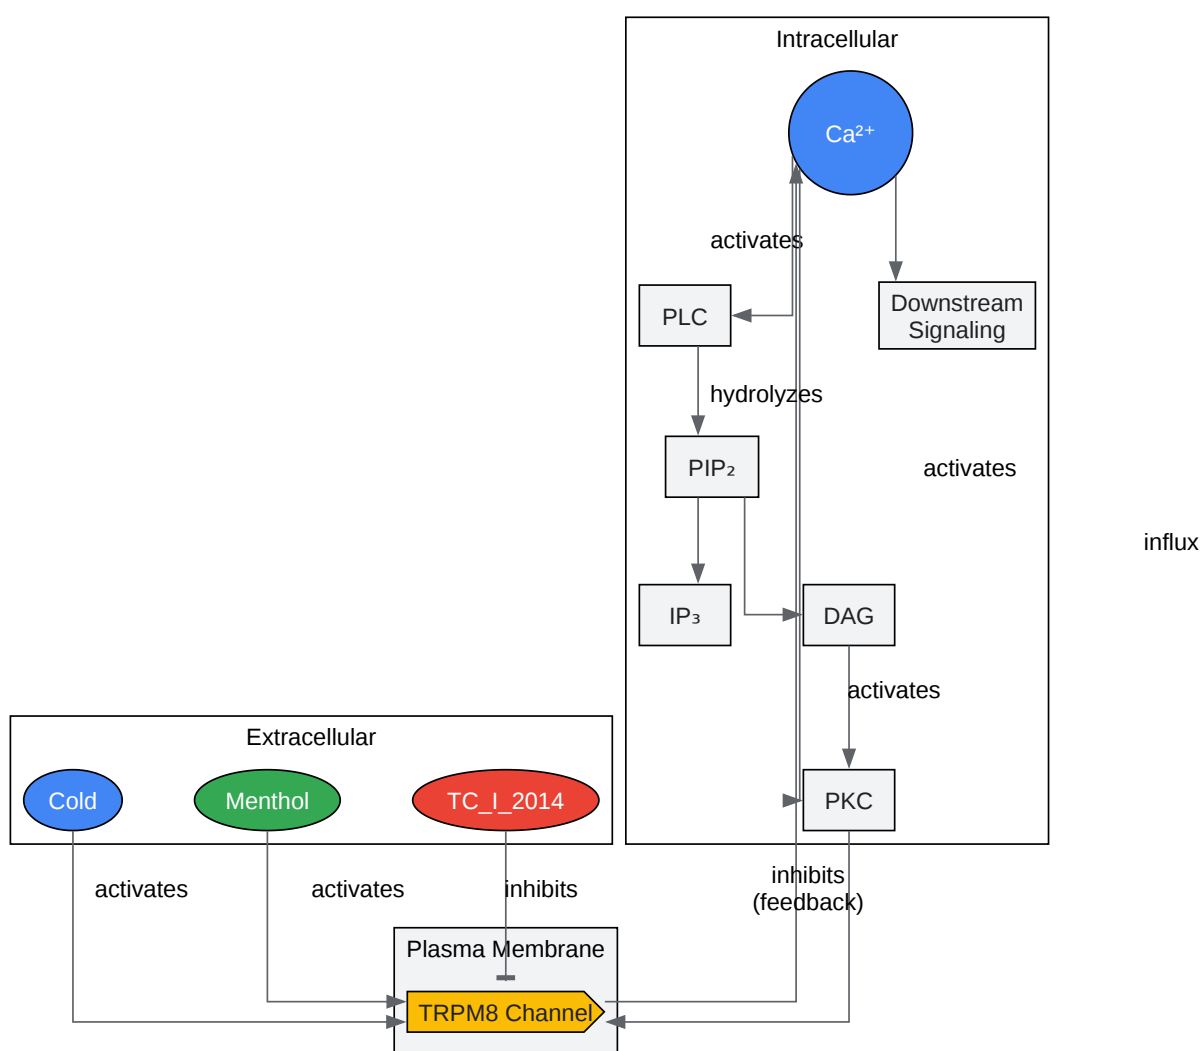 Intracellular
Ca²⁺
activates
PLC
Downstream
Signaling
hydrolyzes
PIP₂
activates
influx
IP₃
DAG
activates
Extracellular
Cold
Menthol
TC_I_2014
PKC
activates
activates
inhibits
inhibits
(feedback)
Plasma Membrane
TRPM8 Channel